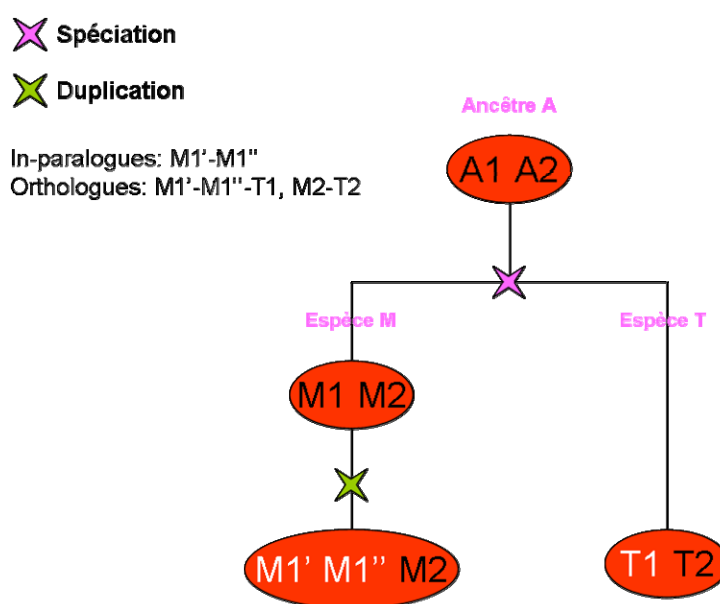 Spéciation
Duplication
In-paralogues: M1'-M1"
Orthologues: M1'-M1"-T1, M2-T2
Ancêtre A
A1 A2
Espèce M
Espèce T
M1 M2
M1' M1'' M2
T1 T2